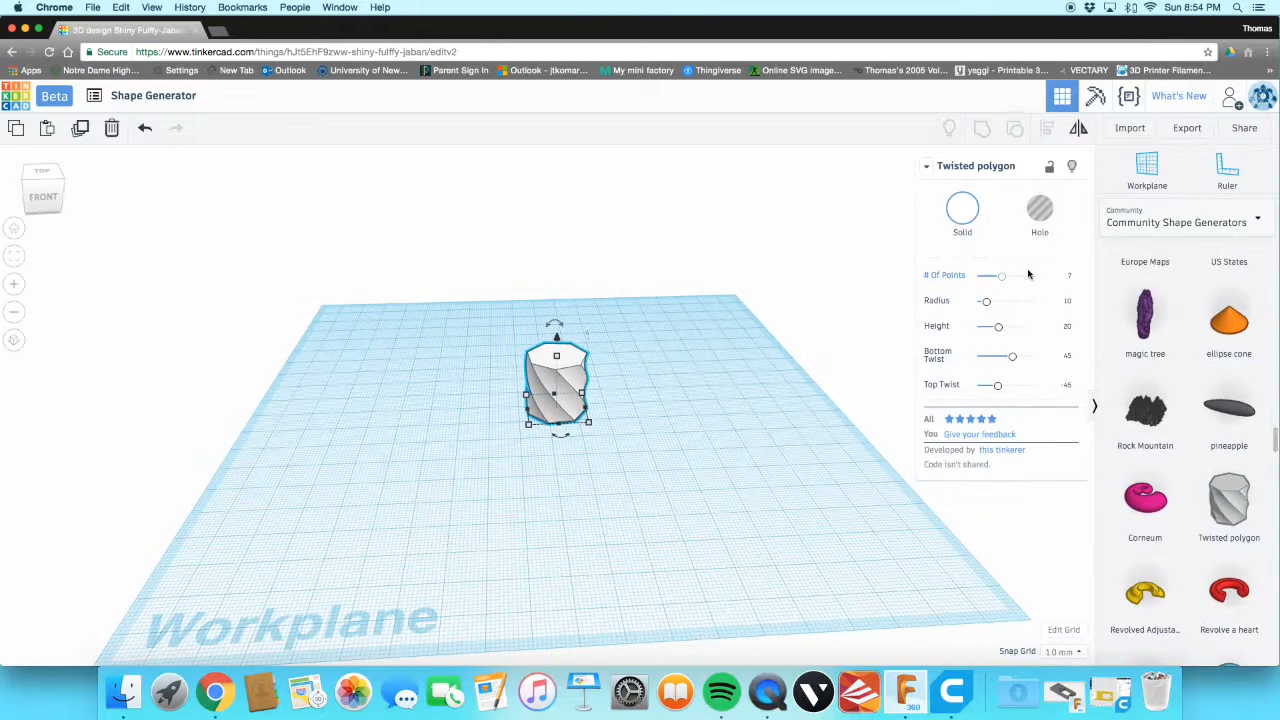 Chrome File Edit View History Bookmarks People Window Help Sun 8:54 PM
3D design Shiny Fulffy-Jaban Thomas
Secure https://www.tinkercad.com/things/hJt5EhF9zww-shiny-fulffy-jaban/editv2
Apps Notre Dame High... Settings New Tab Outlook University of New... Parent Sign In Outlook - jtkomar... My mini factory Thingiverse Online SVG image... Thomas's 2005 Vol... yeggi - Printable 3... VECTARY 3D Printer Filamen... »
TIN KER CAD Beta Shape Generator What's New
Import Export Share
TOP
FRONT
Twisted polygon
Solid Hole
# Of Points 7
Radius 10
Height 20
Bottom Twist 45
Top Twist -45
All
You Give your feedback
Developed by this tinkerer
Code isn't shared.
Workplane Ruler
Community
Community Shape Generators
Europe Maps US States
magic tree ellipse cone
Rock Mountain pineapple
Corneum Twisted polygon
Revolved Adjusta... Revolve a heart
Workplane
Edit Grid
Snap Grid 1.0 mm
360